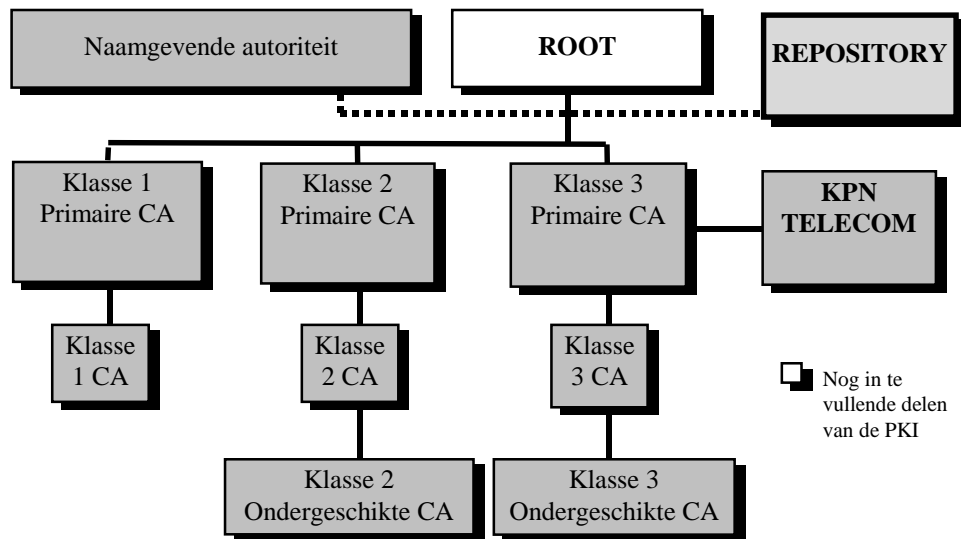 Naamgevende autoriteit
ROOT
REPOSITORY
Klasse 1
Primaire CA
Klasse 2
Primaire CA
Klasse 3
Primaire CA
KPN
TELECOM
Klasse
1 CA
Klasse
2 CA
Klasse
3 CA
Nog in te
vullende delen
van de PKI
Klasse 2
Ondergeschikte CA
Klasse 3
Ondergeschikte CA